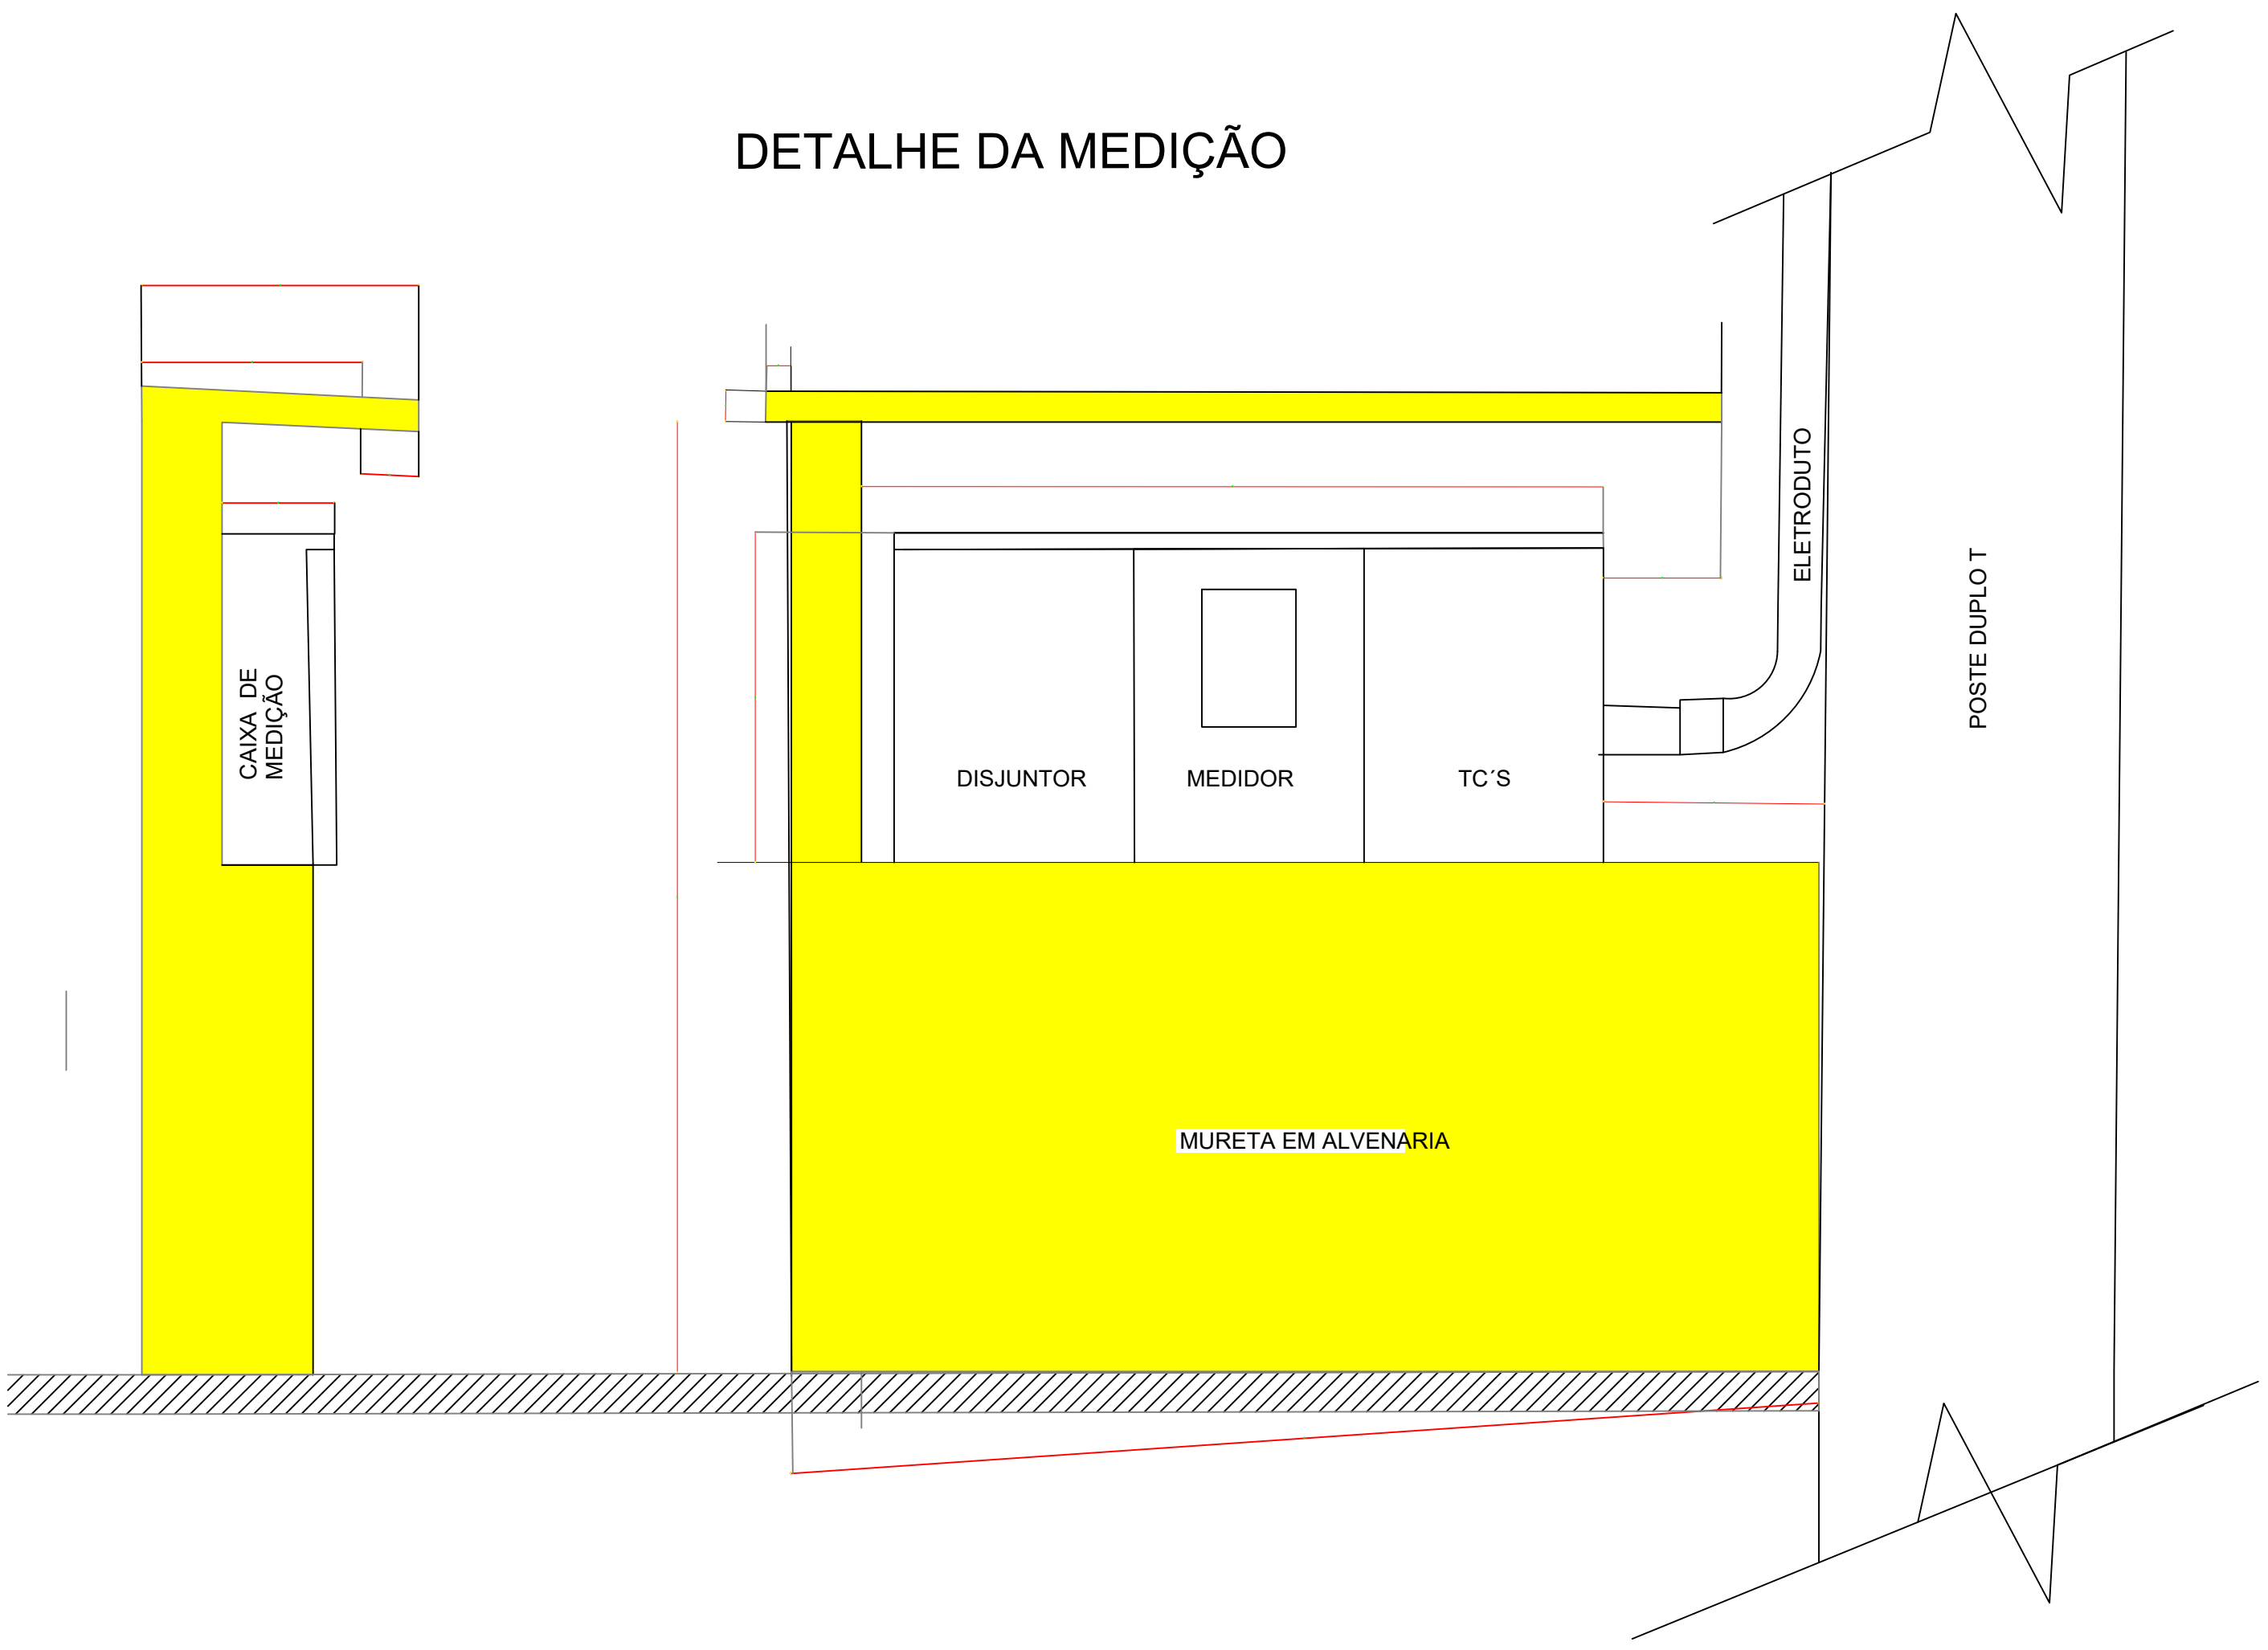 DETALHE DA MEDIÇÃO
CAIXA DE
MEDIÇÃO
DISJUNTOR
MEDIDOR
TC´S
ELETRODUTO
POSTE DUPLO T
MURETA EM ALVENARIA